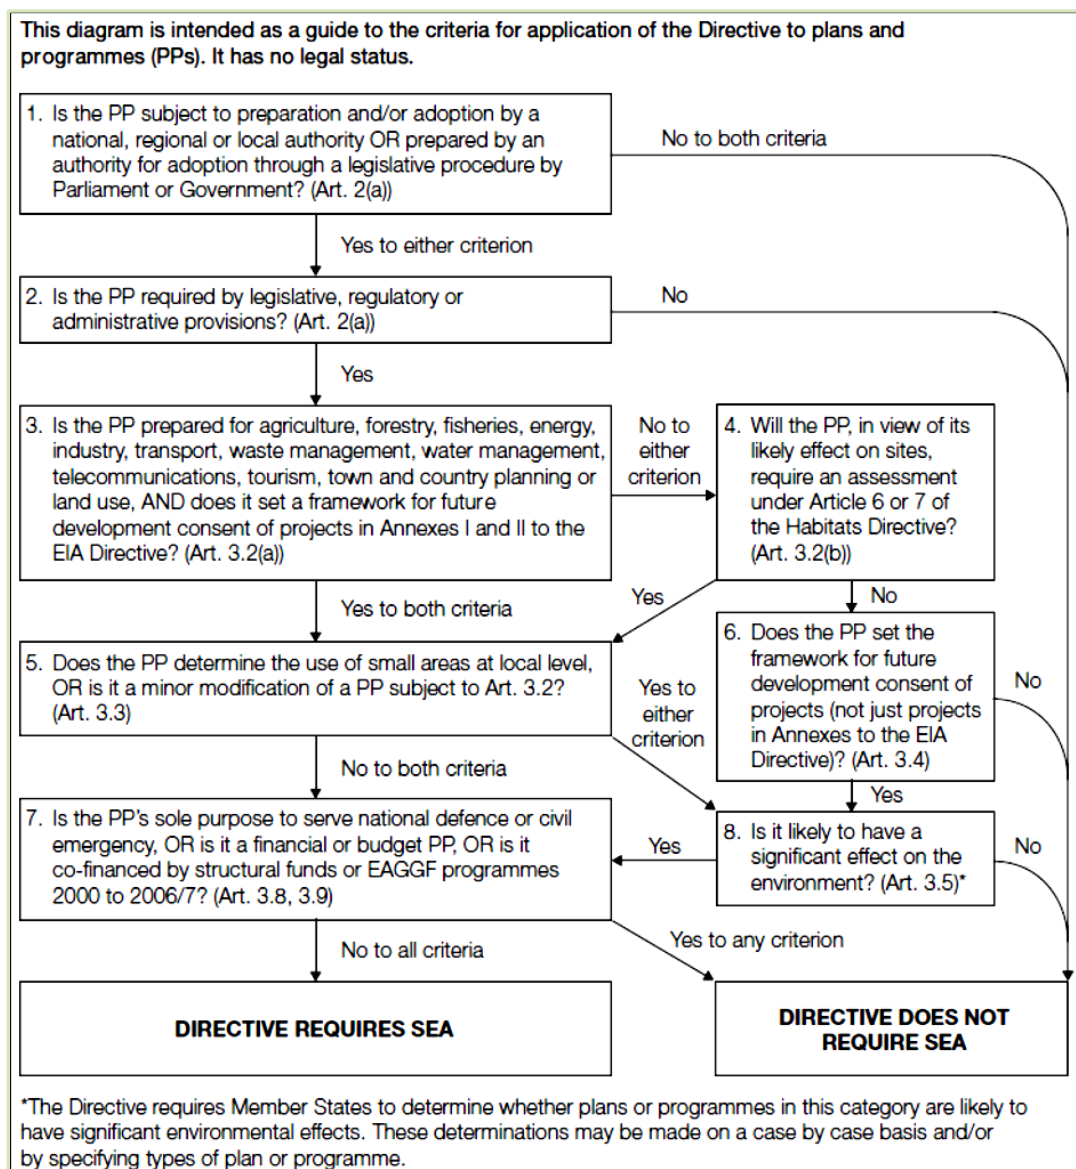 This diagram is intended as a guide to the criteria for application of the Directive to plans and
programmes (PPs). It has no legal status.
1. Is the PP subject to preparation and/or adoption by a
national, regional or local authority OR prepared by an
authority for adoption through a legislative procedure by
Parliament or Government? (Art. 2(a))
No to both criteria
Yes to either criterion
2. Is the PP required by legislative, regulatory or
administrative provisions? (Art. 2(a))
No
Yes
3. Is the PP prepared for agriculture, forestry, fisheries, energy,
industry, transport, waste management, water management,
telecommunications, tourism, town and country planning or
land use, AND does it set a framework for future
development consent of projects in Annexes I and II to the
EIA Directive? (Art. 3.2(a))
No to
either
criterion
4. Will the PP, in view of its
likely effect on sites,
require an assessment
under Article 6 or 7 of
the Habitats Directive?
(Art. 3.2(b))
Yes to both criteria
Yes
No
5. Does the PP determine the use of small areas at local level,
OR is it a minor modification of a PP subject to Art. 3.2?
(Art. 3.3)
Yes to
either
criterion
6. Does the PP set the
framework for future
development consent of
projects (not just projects
in Annexes to the EIA
Directive)? (Art. 3.4)
No
No to both criteria
Yes
7. Is the PP's sole purpose to serve national defence or civil
emergency, OR is it a financial or budget PP, OR is it
co-financed by structural funds or EAGGF programmes
2000 to 2006/7? (Art. 3.8, 3.9)
Yes
8. Is it likely to have a
significant effect on the
environment? (Art. 3.5)*
No
No to all criteria
Yes to any criterion
DIRECTIVE REQUIRES SEA
DIRECTIVE DOES NOT
REQUIRE SEA
*The Directive requires Member States to determine whether plans or programmes in this category are likely to
have significant environmental effects. These determinations may be made on a case by case basis and/or
by specifying types of plan or programme.